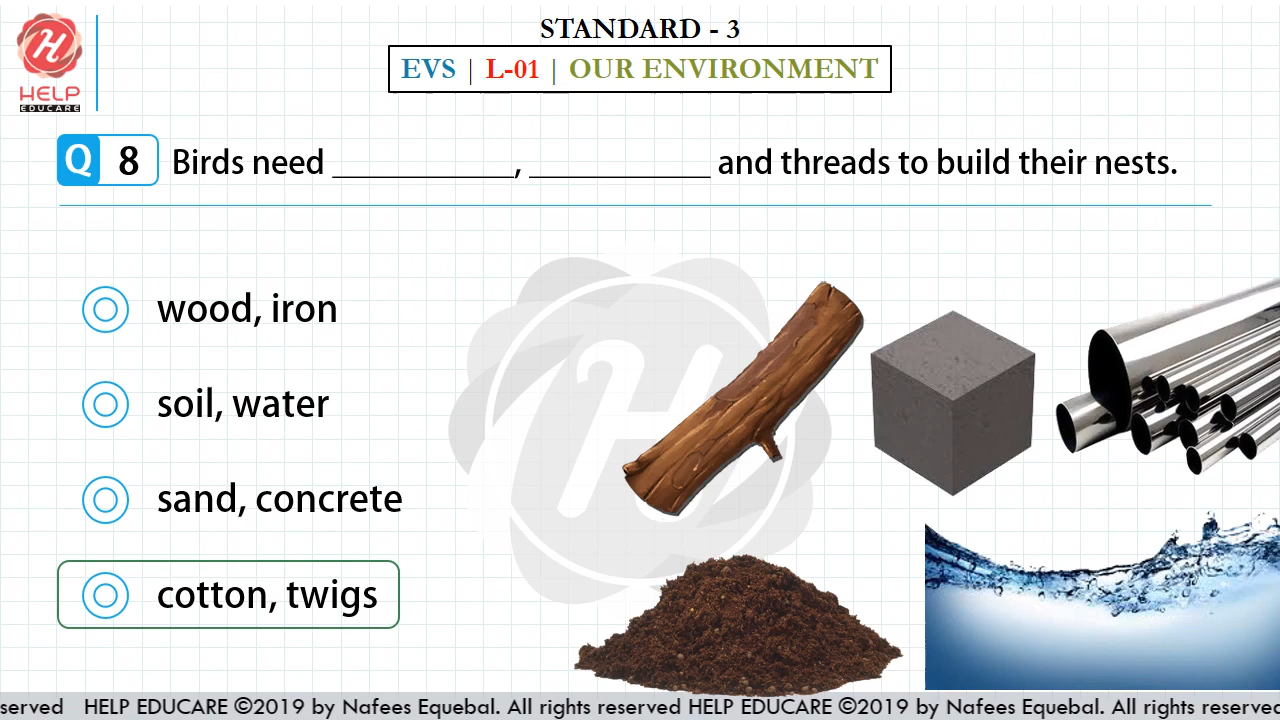 STANDARD - 3
H
HELP
EDUCARE
EVS | L-01 | OUR ENVIRONMENT
Q 8 Birds need ____________, ____________ and threads to build their nests.
wood, iron
soil, water
sand, concrete
cotton, twigs
H
served HELP EDUCARE ©2019 by Nafees Equebal. All rights reserved HELP EDUCARE ©2019 by Nafees Equebal. All rights reserved